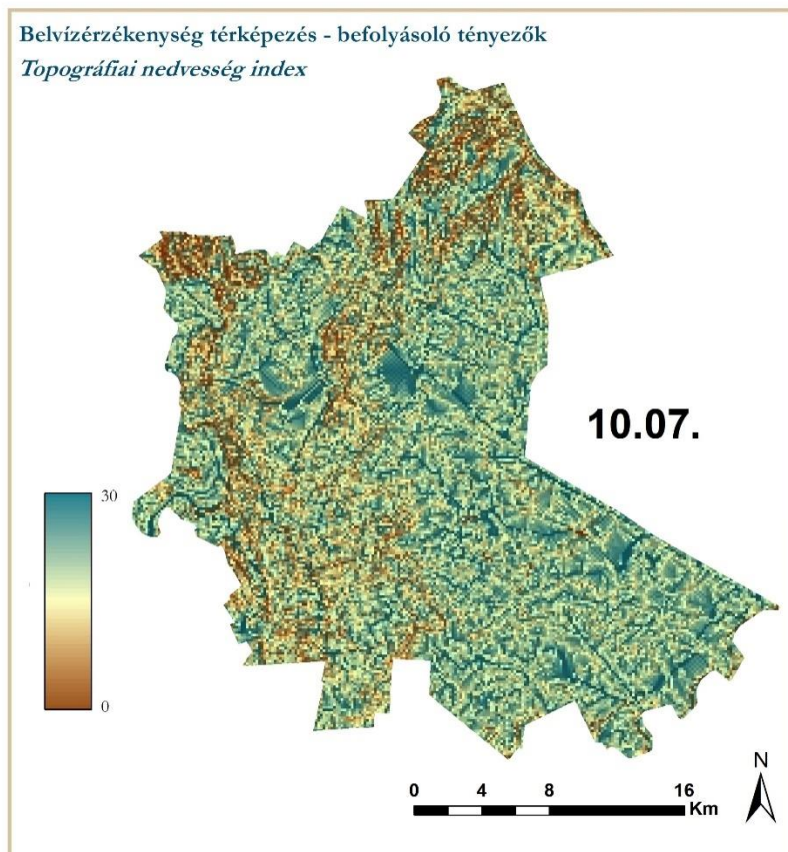 Belvízérzékenység térképezés - befolyásoló tényezők
Topográfiai nedvesség index
10.07.
30
0
N
0 4 8 16
Km